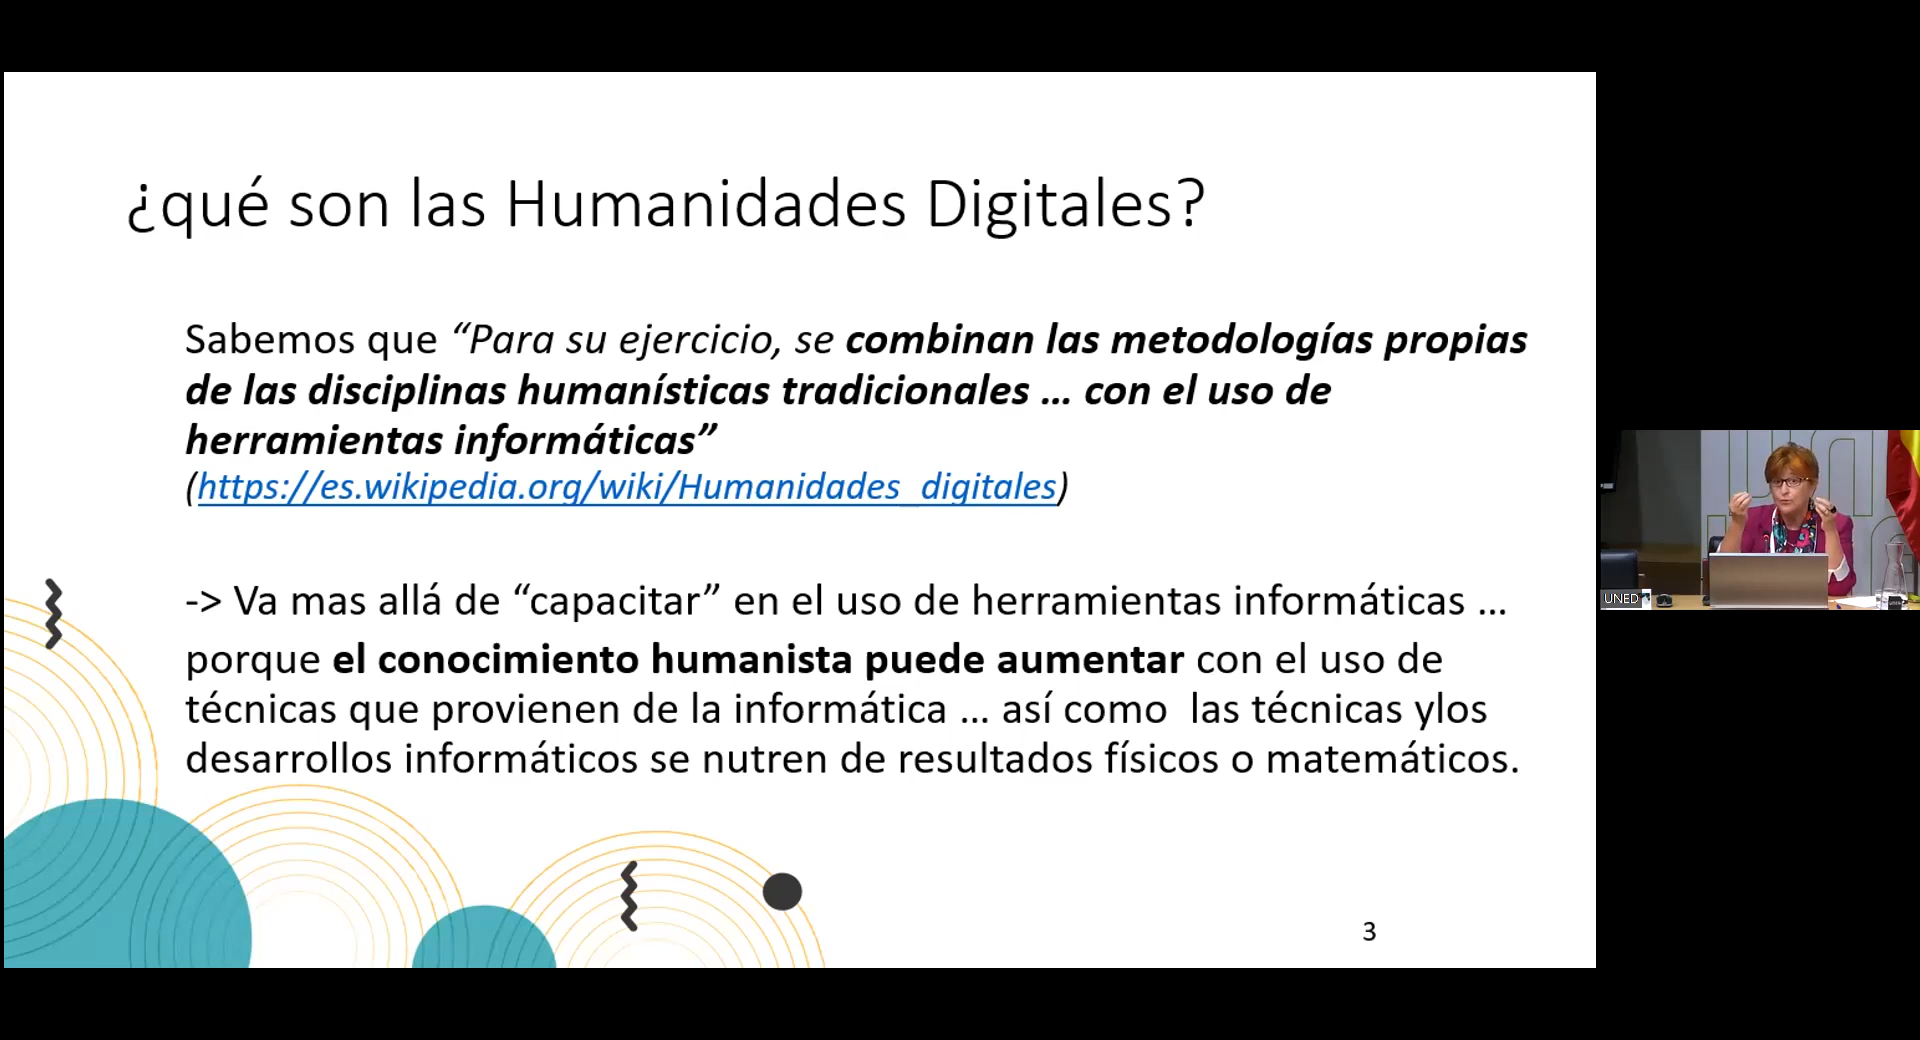 ¿qué son las Humanidades Digitales?
Sabemos que “Para su ejercicio, se combinan las metodologías propias
de las disciplinas humanísticas tradicionales ... con el uso de
herramientas informáticas”
(https://es.wikipedia.org/wiki/Humanidades_digitales)
-> Va mas allá de “capacitar” en el uso de herramientas informáticas ...
porque el conocimiento humanista puede aumentar con el uso de
técnicas que provienen de la informática ... así como las técnicas ylos
desarrollos informáticos se nutren de resultados físicos o matemáticos.
3
UNED